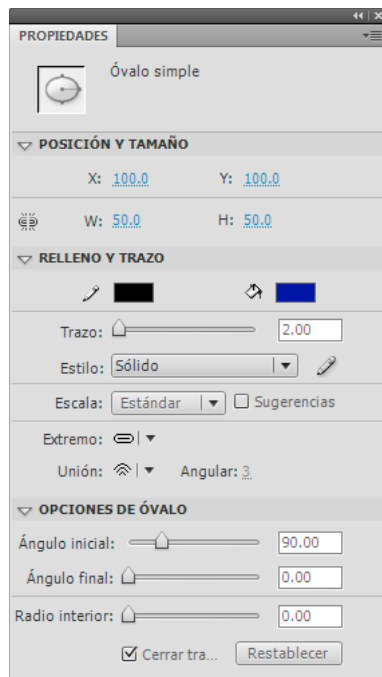 PROPIEDADES
Óvalo simple
POSICIÓN Y TAMAÑO
X: 100.0 Y: 100.0
W: 50.0 H: 50.0
RELLENO Y TRAZO
Trazo: 2.00
Estilo: Sólido
Escala: Estándar Sugerencias
Extremo:
Unión: Angular: 3
OPCIONES DE ÓVALO
Ángulo inicial: 90.00
Ángulo final: 0.00
Radio interior: 0.00
Cerrar tra... Restablecer